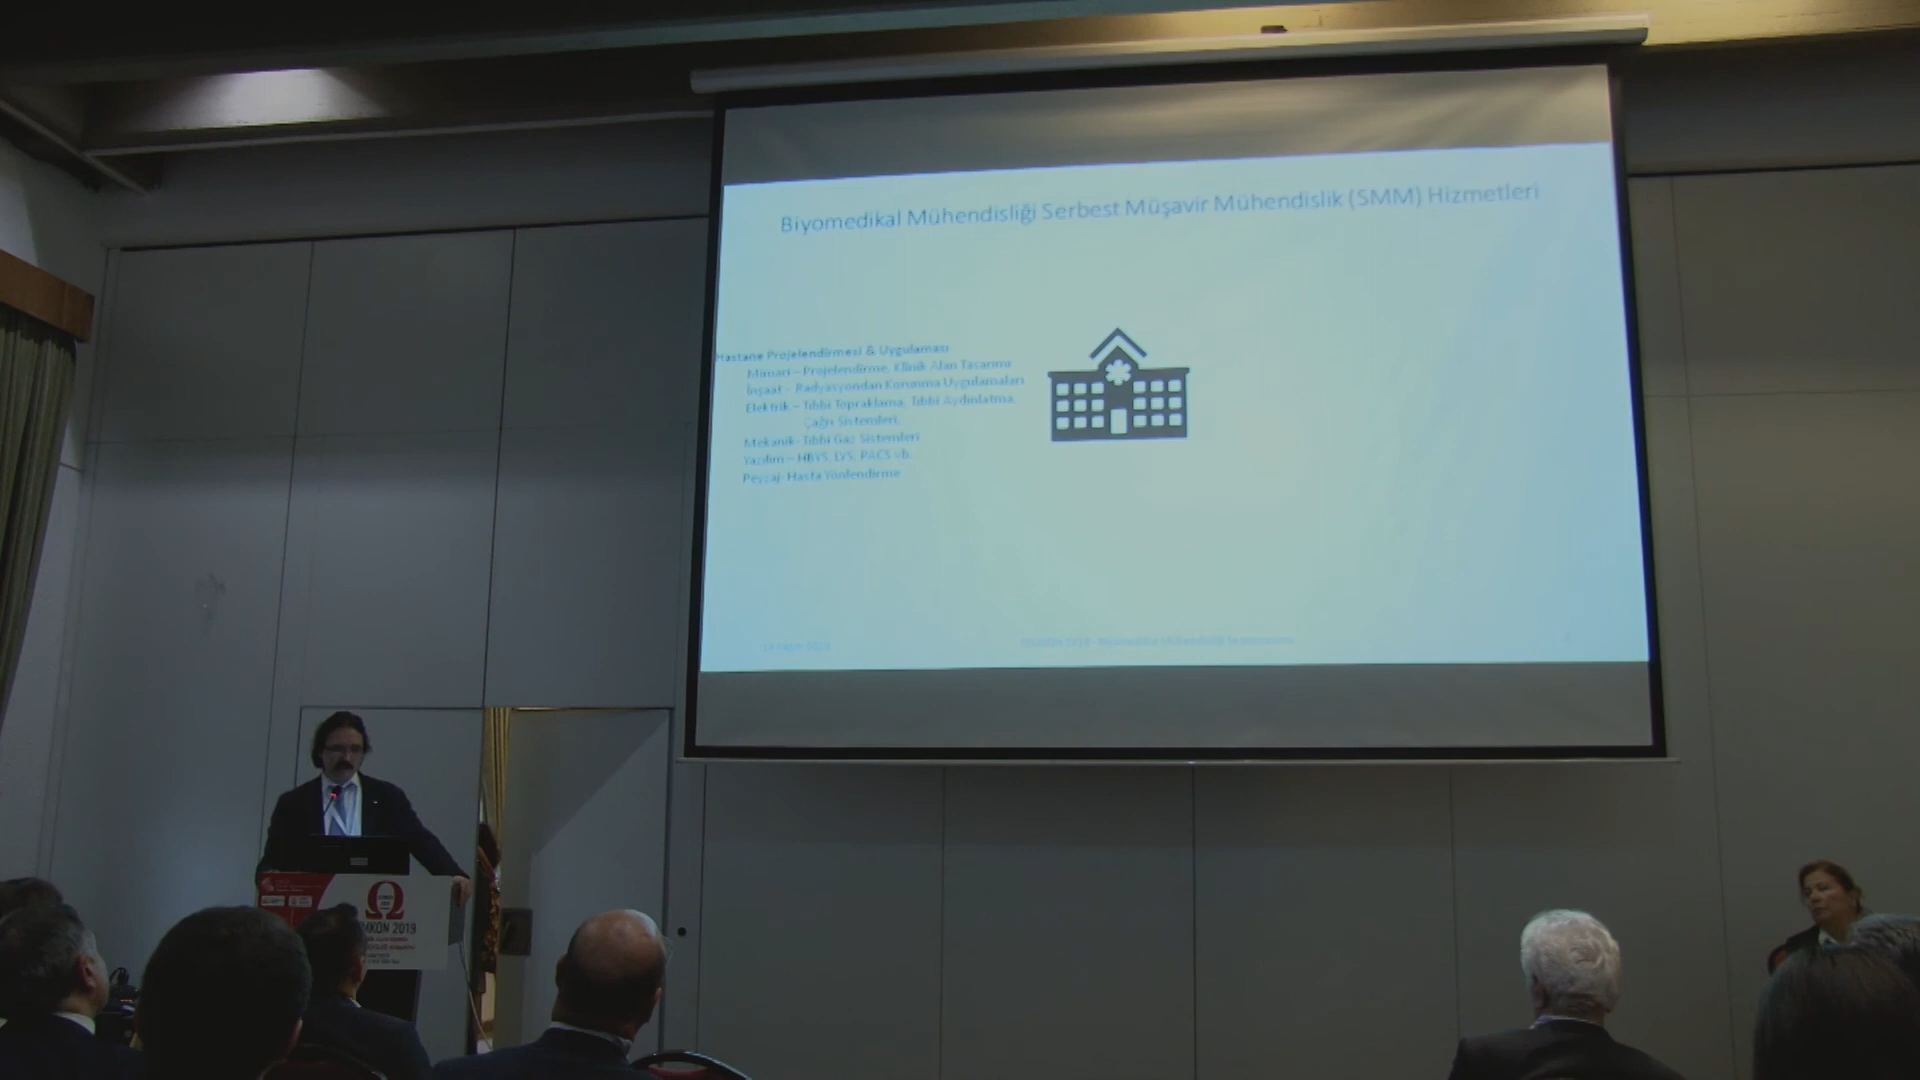 Biyomedikal Mühendisliği Serbest Müşavir Mühendislik (SMM) Hizmetleri
Hastane Projelendirmesi & Uygulaması
Mimari – Projelendirme, Klinik Alan Tasarımı
İnşaat - Radyasyondan Korunma Uygulamaları
Elektrik – Tıbbi Topraklama, Tıbbi Aydınlatma,
Çağrı Sistemleri,
Mekanik- Tıbbi Gaz Sistemleri
Yazılım – HBYS, LYS, PACS vb.
Peyzaj- Hasta Yönlendirme
MKON 2019